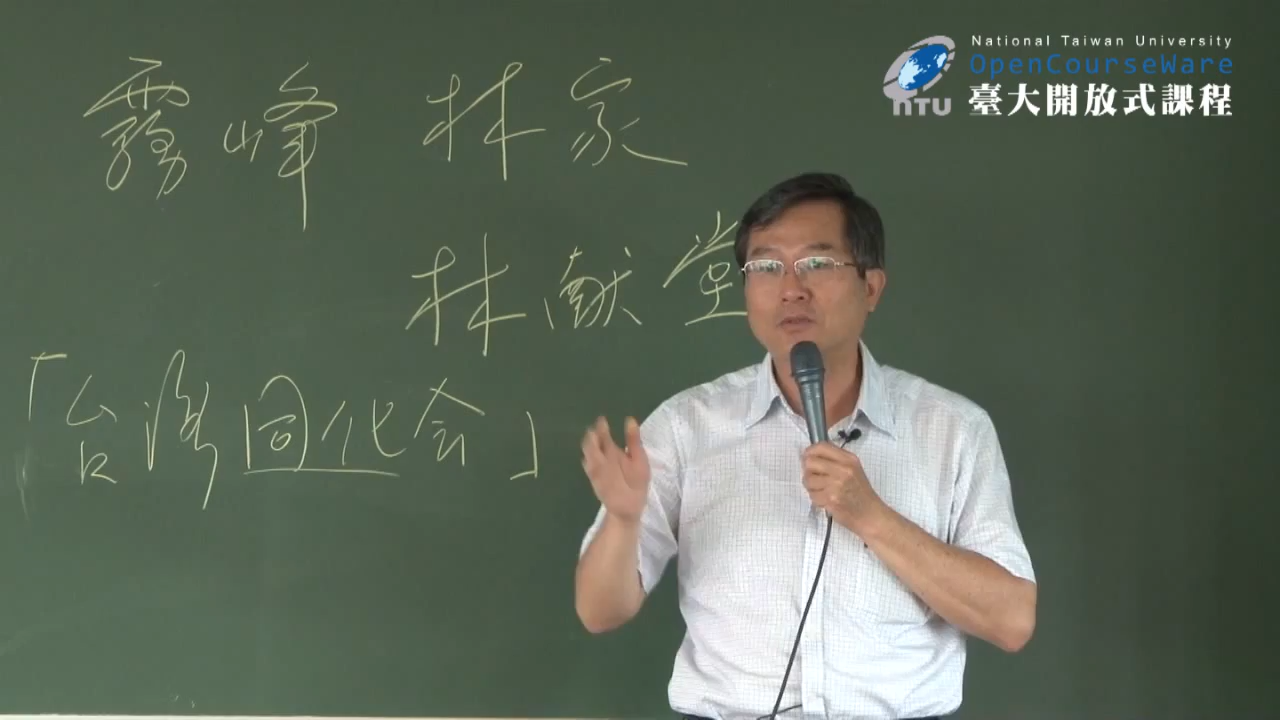 National Taiwan University
OpenCourseWare
NTU 臺大開放式課程
霧峰 林家
林献堂
「台湾同化会」